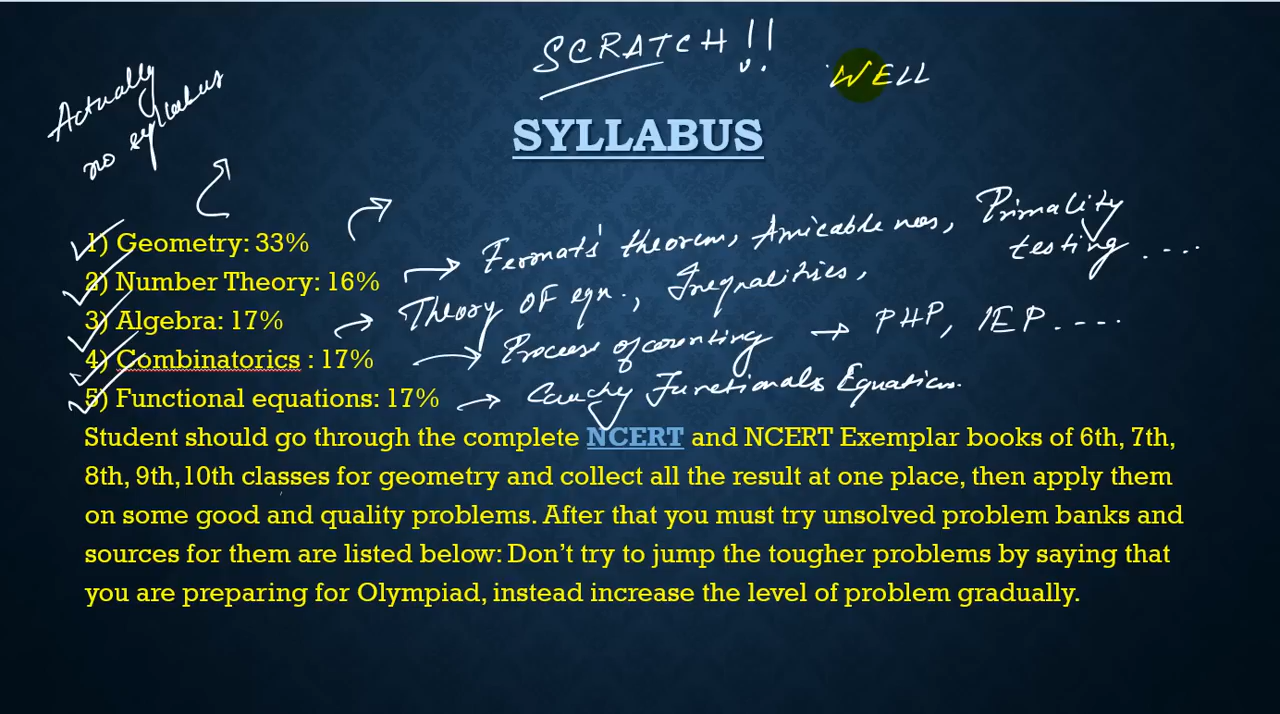 SCRATCH !!
WELL
Actually
no syllabus
SYLLABUS
1) Geometry: 33%
2) Number Theory: 16% → Fermat's theorem, Amicable nos, Primality testing ....
3) Algebra: 17% → Theory OF eqn., Inequalities,
4) Combinatorics : 17% → Process of counting → PHP, IEP....
5) Functional equations: 17% → Cauchy Functionals Equation.
Student should go through the complete NCERT and NCERT Exemplar books of 6th, 7th,
8th, 9th,10th classes for geometry and collect all the result at one place, then apply them
on some good and quality problems. After that you must try unsolved problem banks and
sources for them are listed below: Don't try to jump the tougher problems by saying that
you are preparing for Olympiad, instead increase the level of problem gradually.